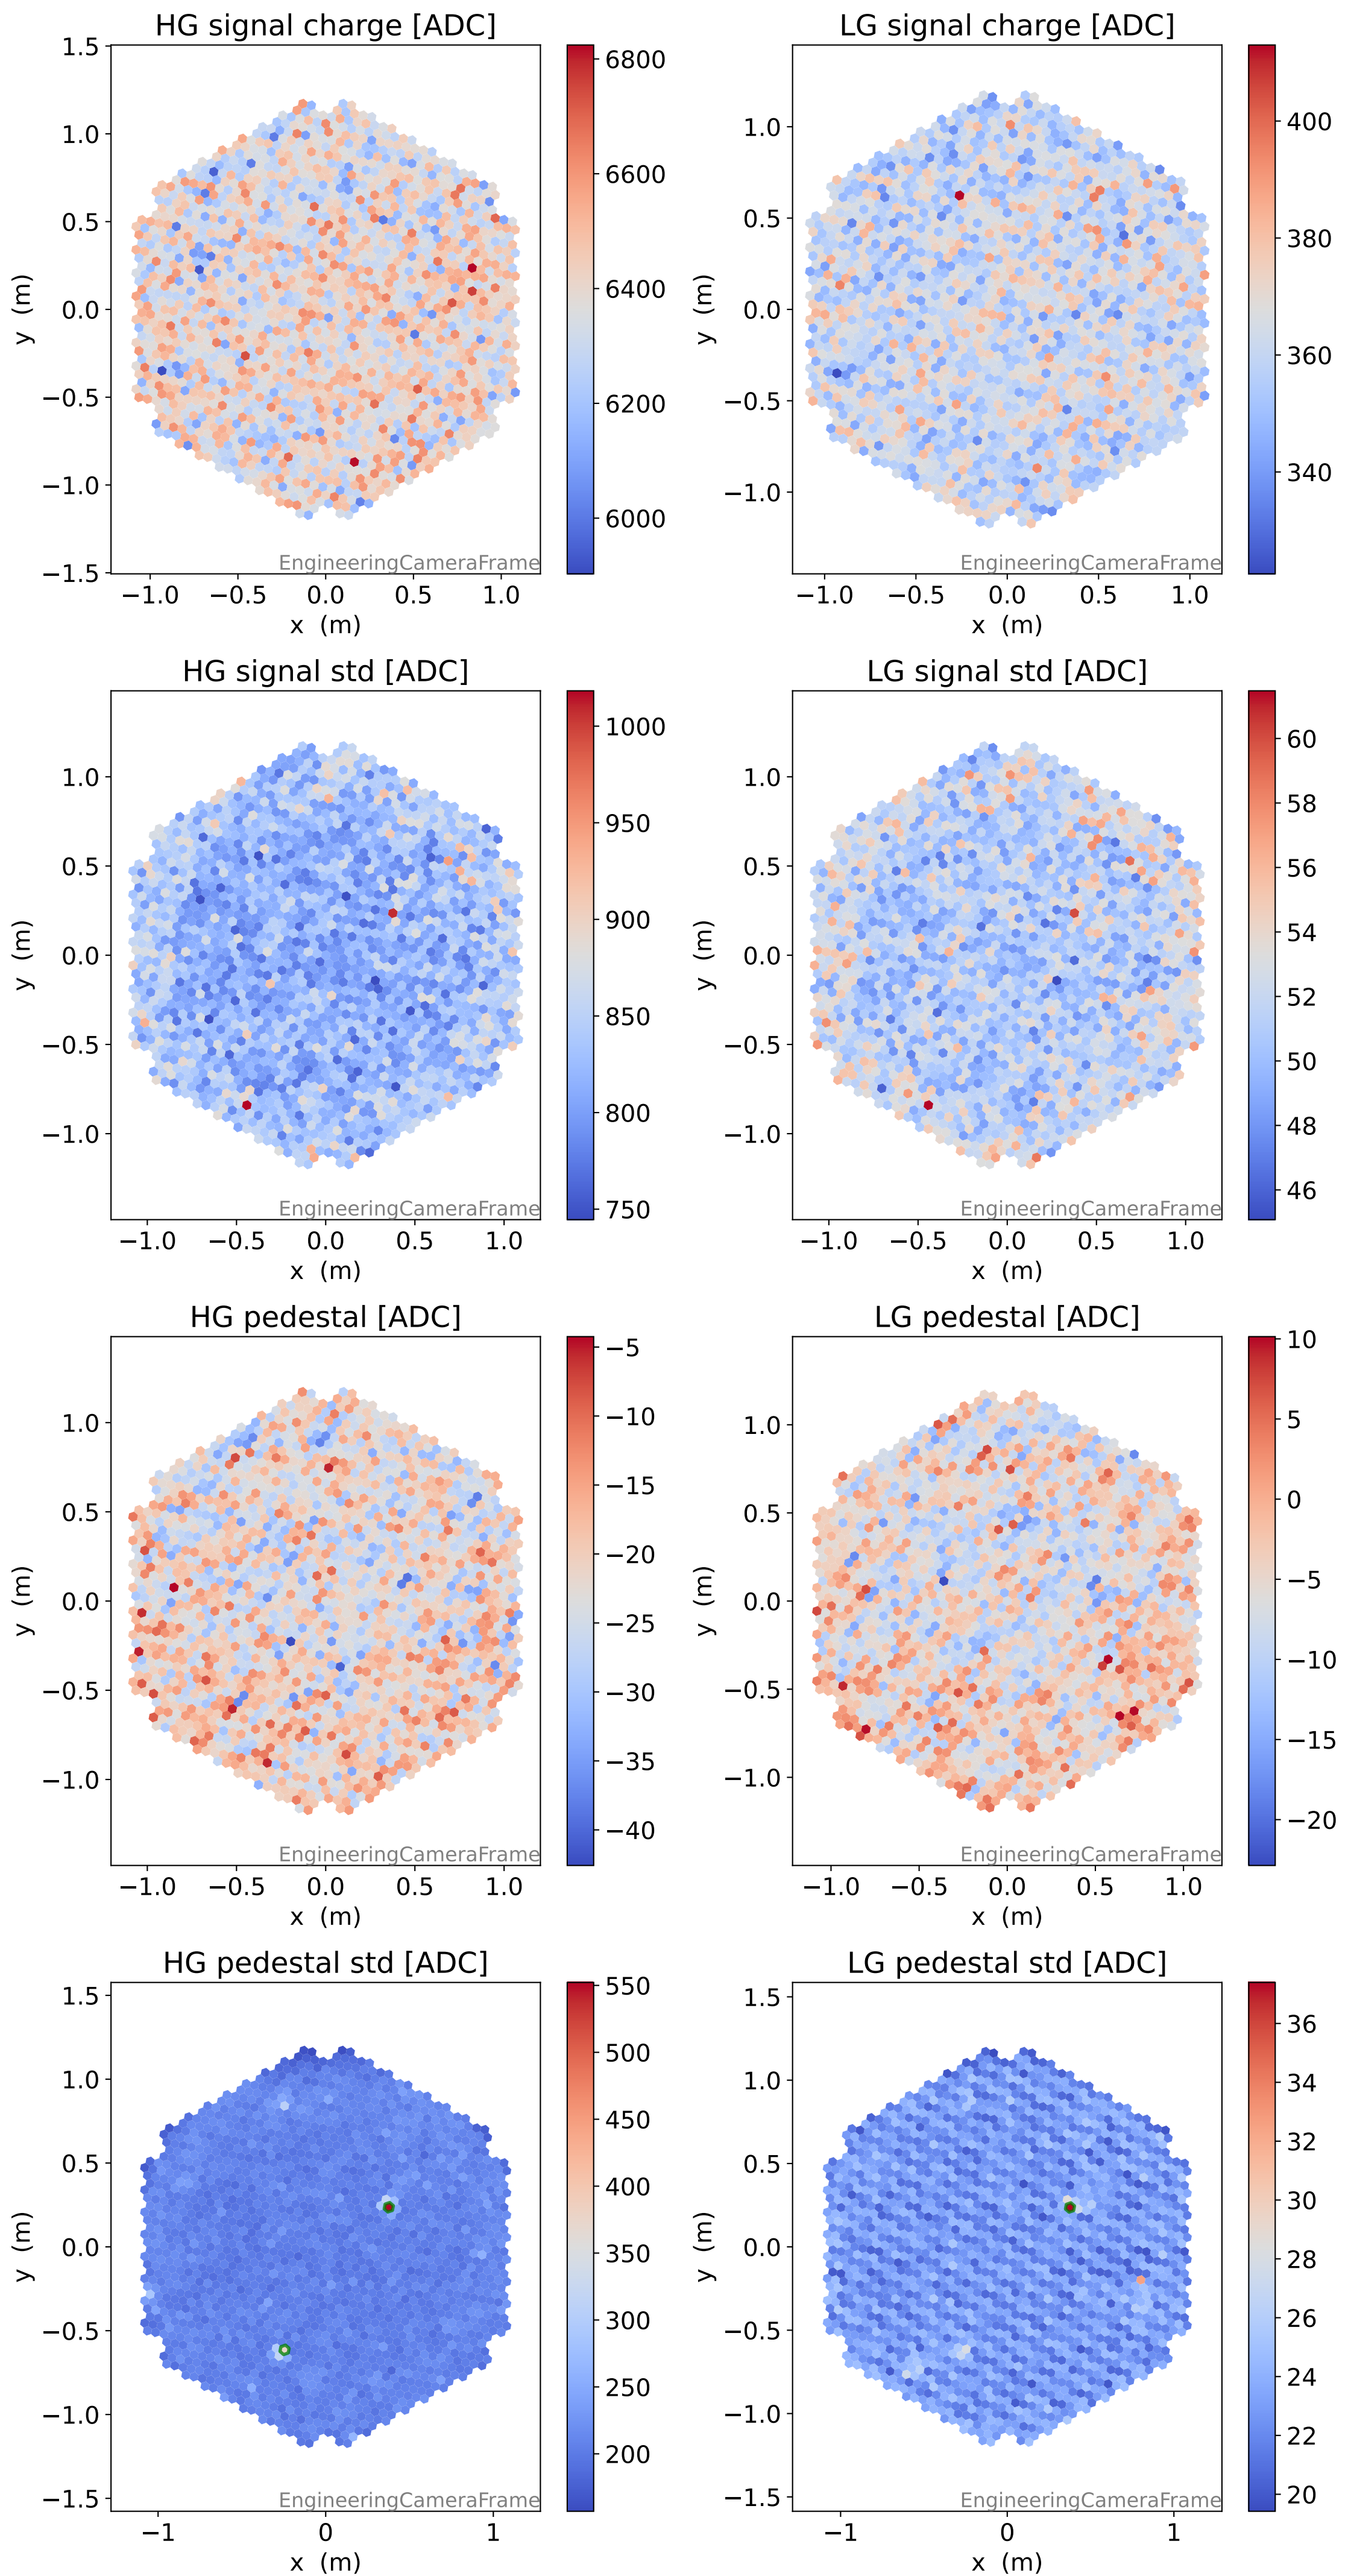 HG signal charge [ADC]
1.5
1.0
0.5
0.0
−0.5
−1.0
−1.5
y (m)
−1.0 −0.5 0.0 0.5 1.0
x (m)
EngineeringCameraFrame
6800
6600
6400
6200
6000
LG signal charge [ADC]
1.0
0.5
0.0
−0.5
−1.0
y (m)
−1.0 −0.5 0.0 0.5 1.0
x (m)
EngineeringCameraFrame
400
380
360
340
HG signal std [ADC]
1.0
0.5
0.0
−0.5
−1.0
y (m)
−1.0 −0.5 0.0 0.5 1.0
x (m)
EngineeringCameraFrame
1000
950
900
850
800
750
LG signal std [ADC]
1.0
0.5
0.0
−0.5
−1.0
y (m)
−1.0 −0.5 0.0 0.5 1.0
x (m)
EngineeringCameraFrame
60
58
56
54
52
50
48
46
HG pedestal [ADC]
1.0
0.5
0.0
−0.5
−1.0
y (m)
−1.0 −0.5 0.0 0.5 1.0
x (m)
EngineeringCameraFrame
−5
−10
−15
−20
−25
−30
−35
−40
LG pedestal [ADC]
1.0
0.5
0.0
−0.5
−1.0
y (m)
−1.0 −0.5 0.0 0.5 1.0
x (m)
EngineeringCameraFrame
10
5
0
−5
−10
−15
−20
HG pedestal std [ADC]
1.5
1.0
0.5
0.0
−0.5
−1.0
−1.5
y (m)
−1 0 1
x (m)
EngineeringCameraFrame
550
500
450
400
350
300
250
200
LG pedestal std [ADC]
1.5
1.0
0.5
0.0
−0.5
−1.0
−1.5
y (m)
−1 0 1
x (m)
EngineeringCameraFrame
36
34
32
30
28
26
24
22
20